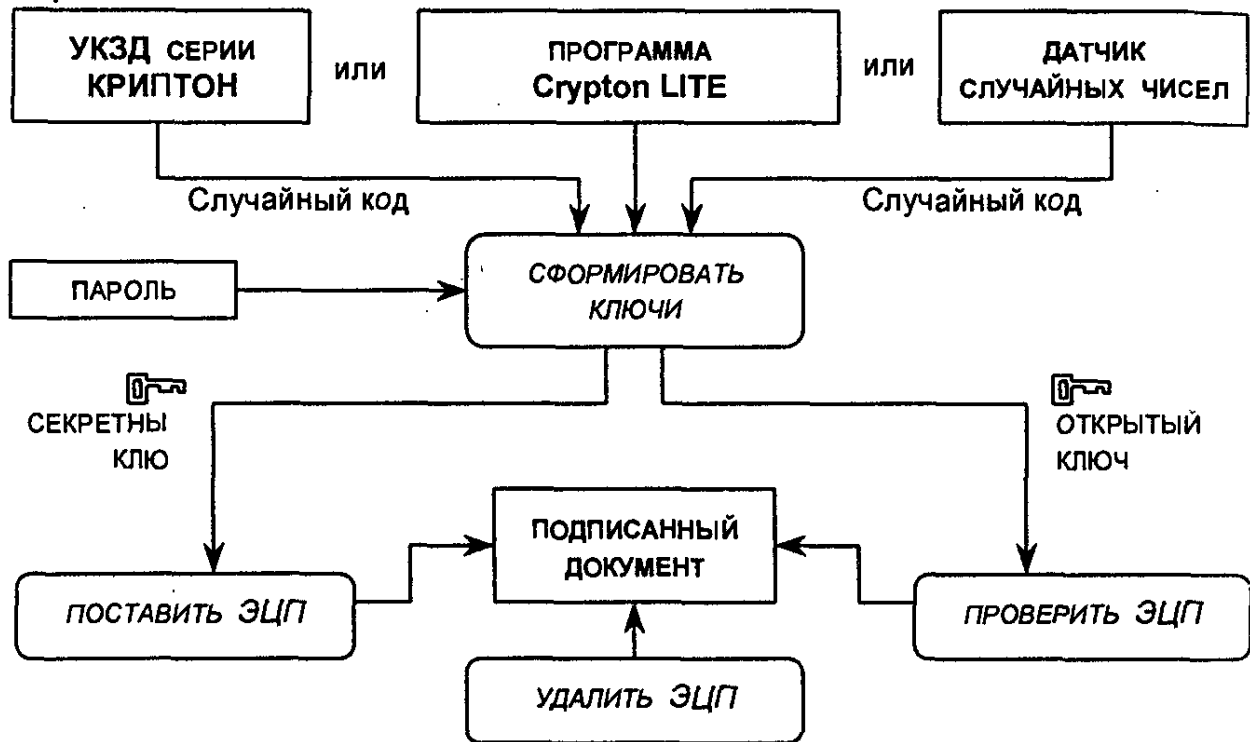 УКЗД СЕРИИ
КРИПТОН
или
ПРОГРАММА
Crypton LITE
или
ДАТЧИК
СЛУЧАЙНЫХ ЧИСЕЛ
Случайный код
Случайный код
ПАРОЛЬ
СФОРМИРОВАТЬ
КЛЮЧИ
СЕКРЕТНЫ
КЛЮ
ОТКРЫТЫЙ
КЛЮЧ
ПОДПИСАННЫЙ
ДОКУМЕНТ
ПОСТАВИТЬ ЭЦП
ПРОВЕРИТЬ ЭЦП
УДАЛИТЬ ЭЦП